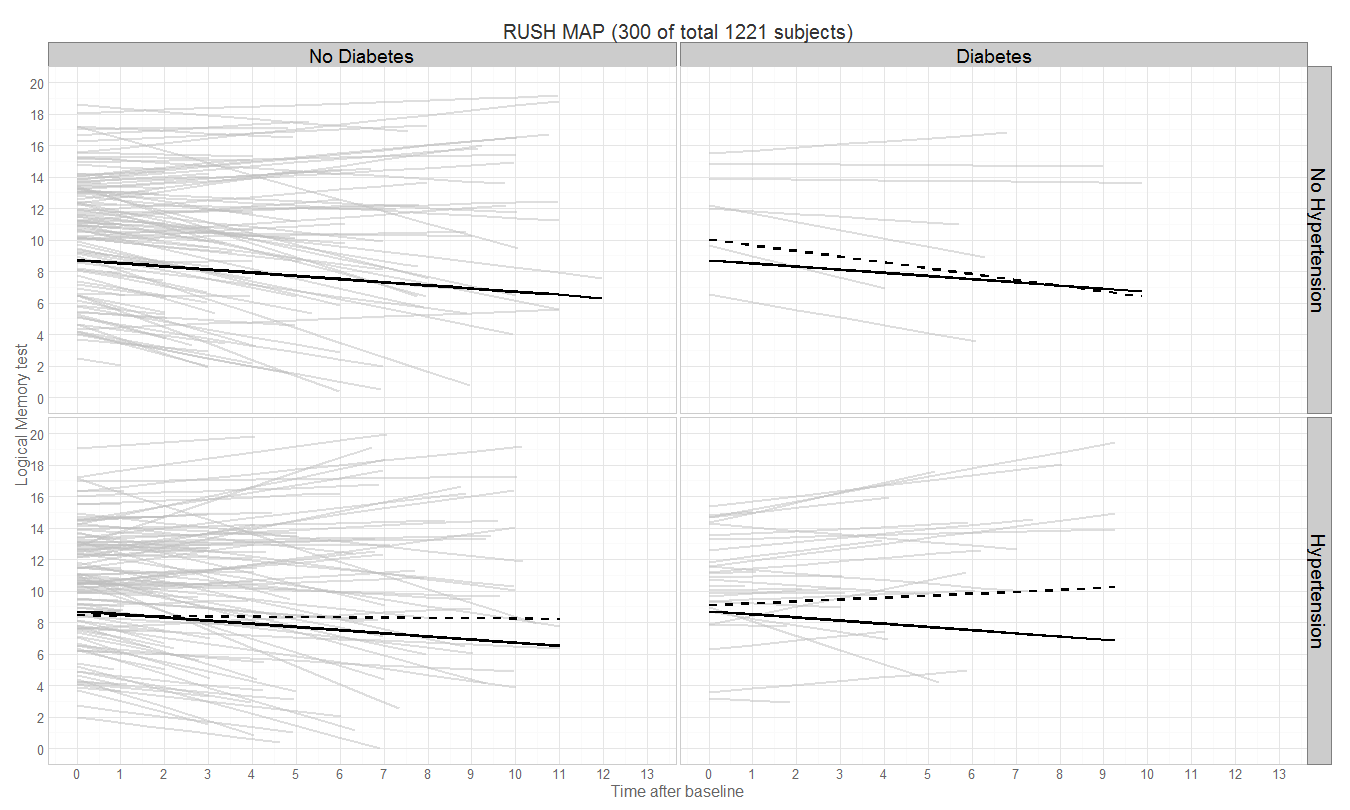 RUSH MAP (300 of total 1221 subjects)
No Diabetes
Diabetes
20
18
16
14
12
10
8
6
4
2
0
No Hypertension
Logical Memory test
20
18
16
14
12
10
8
6
4
2
0
Hypertension
0 1 2 3 4 5 6 7 8 9 10 11 12 13
0 1 2 3 4 5 6 7 8 9 10 11 12 13
Time after baseline